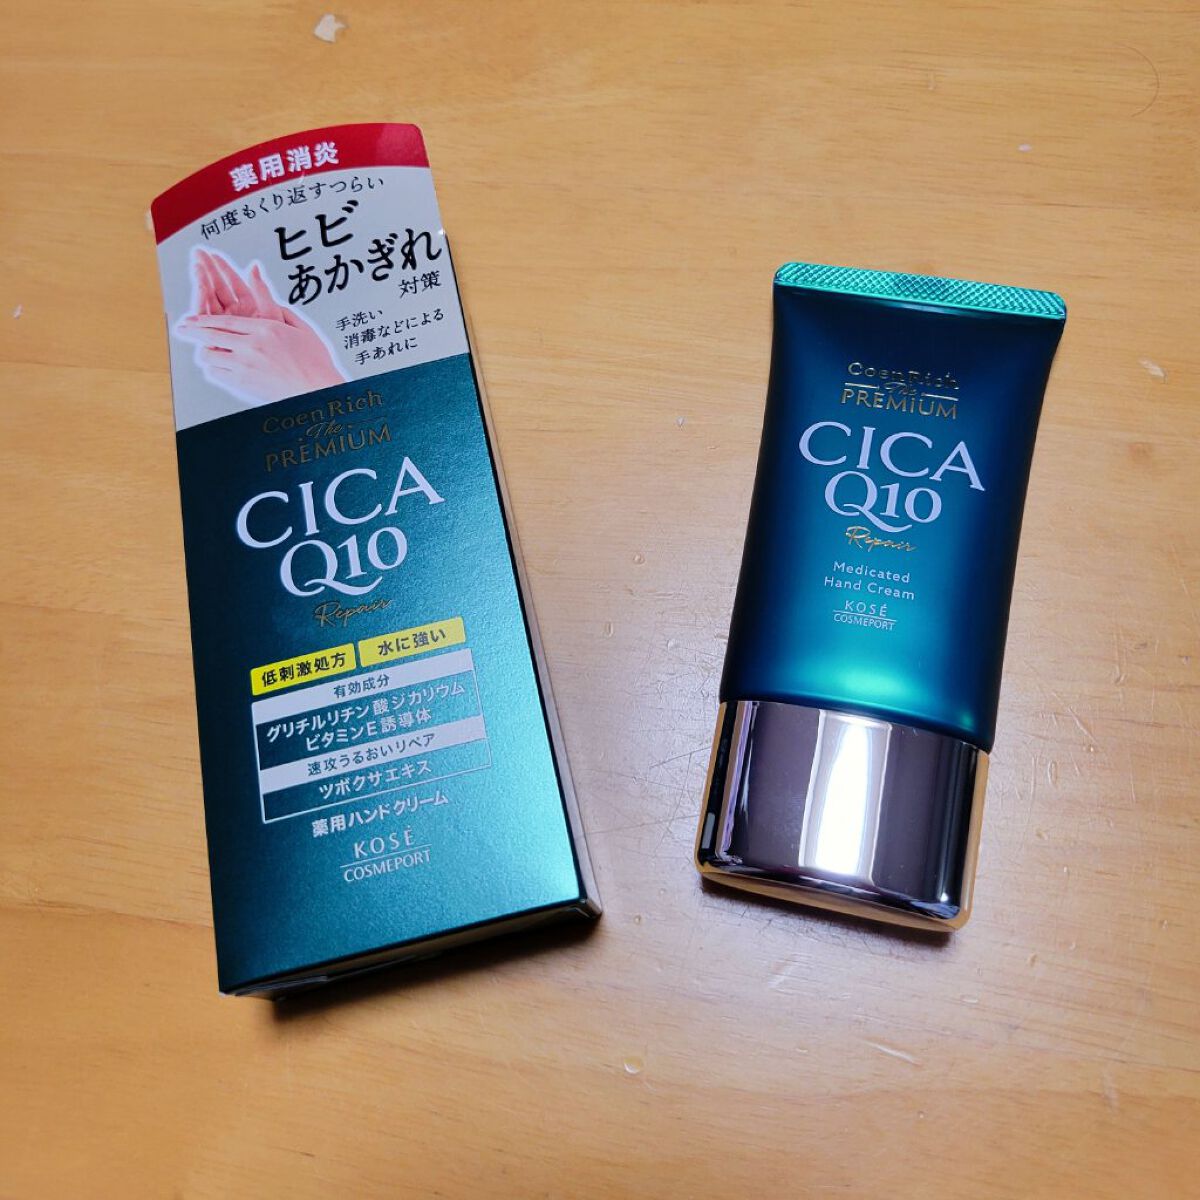 薬用消炎
何度もくり返すつらい
ヒビ
あかぎれ
対策
手洗い
消毒などによる
手あれに
Coen Rich
The
PREMIUM
CICA
Q10
Repair
低刺激処方 水に強い
有効成分
グリチルリチン酸ジカリウム
ビタミンE誘導体
速攻うるおいリペア
ツボクサエキス
薬用ハンドクリーム
KOSÉ
COSMEPORT
Coen Rich
The
PREMIUM
CICA
Q10
Repair
Medicated
Hand Cream
KOSÉ
COSMEPORT